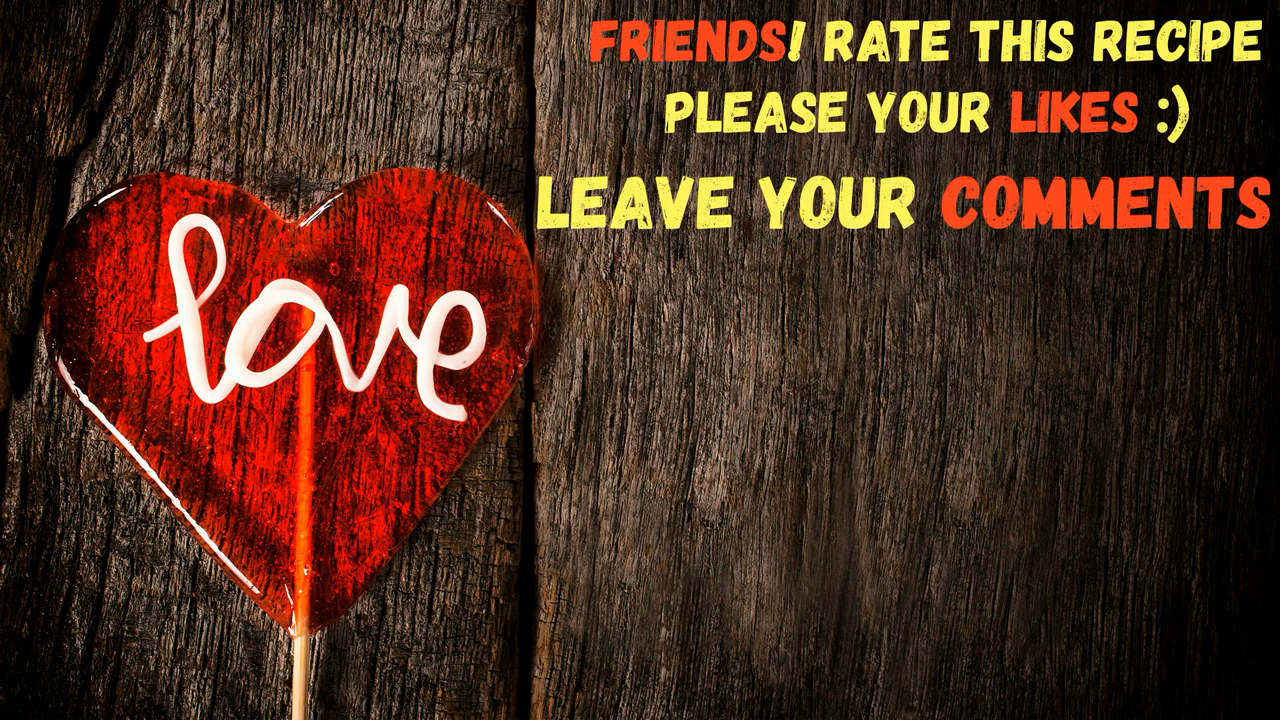 FRIENDS! RATE THIS RECIPE
PLEASE YOUR LIKES :)
LEAVE YOUR COMMENTS
love